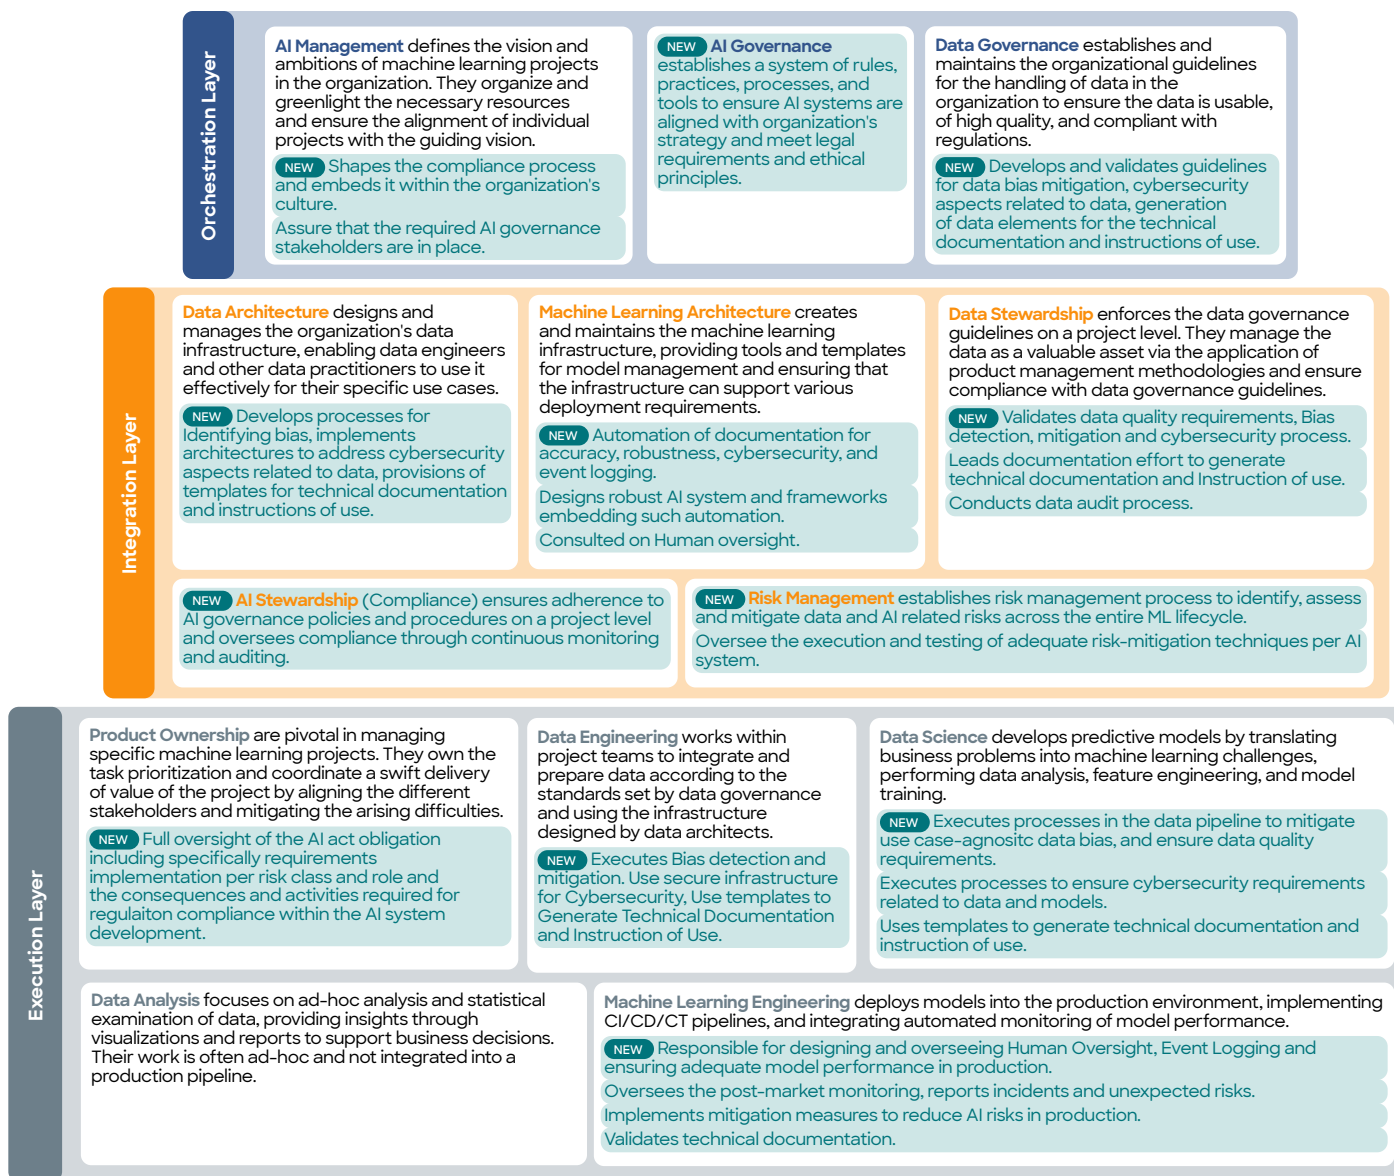 Orchestration Layer
AI Management defines the vision and
ambitions of machine learning projects
in the organization. They organize and
greenlight the necessary resources
and ensure the alignment of individual
projects with the guiding vision.
NEW Shapes the compliance process
and embeds it within the organization's
culture.
Assure that the required AI governance
stakeholders are in place.
NEW AI Governance
establishes a system of rules,
practices, processes, and
tools to ensure AI systems are
aligned with organization's
strategy and meet legal
requirements and ethical
principles.
Data Governance establishes and
maintains the organizational guidelines
for the handling of data in the
organization to ensure the data is usable,
of high quality, and compliant with
regulations.
NEW Develops and validates guidelines
for data bias mitigation, cybersecurity
aspects related to data, generation
of data elements for the technical
documentation and instructions of use.
Integration Layer
Data Architecture designs and
manages the organization's data
infrastructure, enabling data engineers
and other data practitioners to use it
effectively for their specific use cases.
NEW Develops processes for
Identifying bias, implements
architectures to address cybersecurity
aspects related to data, provisions of
templates for technical documentation
and instructions of use.
Machine Learning Architecture creates
and maintains the machine learning
infrastructure, providing tools and templates
for model management and ensuring that
the infrastructure can support various
deployment requirements.
NEW Automation of documentation for
accuracy, robustness, cybersecurity, and
event logging.
Designs robust AI system and frameworks
embedding such automation.
Consulted on Human oversight.
Data Stewardship enforces the data governance
guidelines on a project level. They manage the
data as a valuable asset via the application of
product management methodologies and ensure
compliance with data governance guidelines.
NEW Validates data quality requirements, Bias
detection, mitigation and cybersecurity process.
Leads documentation effort to generate
technical documentation and Instruction of use.
Conducts data audit process.
NEW AI Stewardship (Compliance) ensures adherence to
AI governance policies and procedures on a project level
and oversees compliance through continuous monitoring
and auditing.
NEW Risk Management establishes risk management process to identify, assess
and mitigate data and AI related risks across the entire ML lifecycle.
Oversee the execution and testing of adequate risk-mitigation techniques per AI
system.
Execution Layer
Product Ownership are pivotal in managing
specific machine learning projects. They own the
task prioritization and coordinate a swift delivery
of value of the project by aligning the different
stakeholders and mitigating the arising difficulties.
NEW Full oversight of the AI act obligation
including specifically requirements
implementation per risk class and role and
the consequences and activities required for
regulaiton compliance within the AI system
development.
Data Engineering works within
project teams to integrate and
prepare data according to the
standards set by data governance
and using the infrastructure
designed by data architects.
NEW Executes Bias detection and
mitigation. Use secure infrastructure
for Cybersecurity, Use templates to
Generate Technical Documentation
and Instruction of Use.
Data Science develops predictive models by translating
business problems into machine learning challenges,
performing data analysis, feature engineering, and model
training.
NEW Executes processes in the data pipeline to mitigate
use case-agnositc data bias, and ensure data quality
requirements.
Executes processes to ensure cybersecurity requirements
related to data and models.
Uses templates to generate technical documentation and
instruction of use.
Data Analysis focuses on ad-hoc analysis and statistical
examination of data, providing insights through
visualizations and reports to support business decisions.
Their work is often ad-hoc and not integrated into a
production pipeline.
Machine Learning Engineering deploys models into the production environment, implementing
CI/CD/CT pipelines, and integrating automated monitoring of model performance.
NEW Responsible for designing and overseeing Human Oversight, Event Logging and
ensuring adequate model performance in production.
Oversees the post-market monitoring, reports incidents and unexpected risks.
Implements mitigation measures to reduce AI risks in production.
Validates technical documentation.